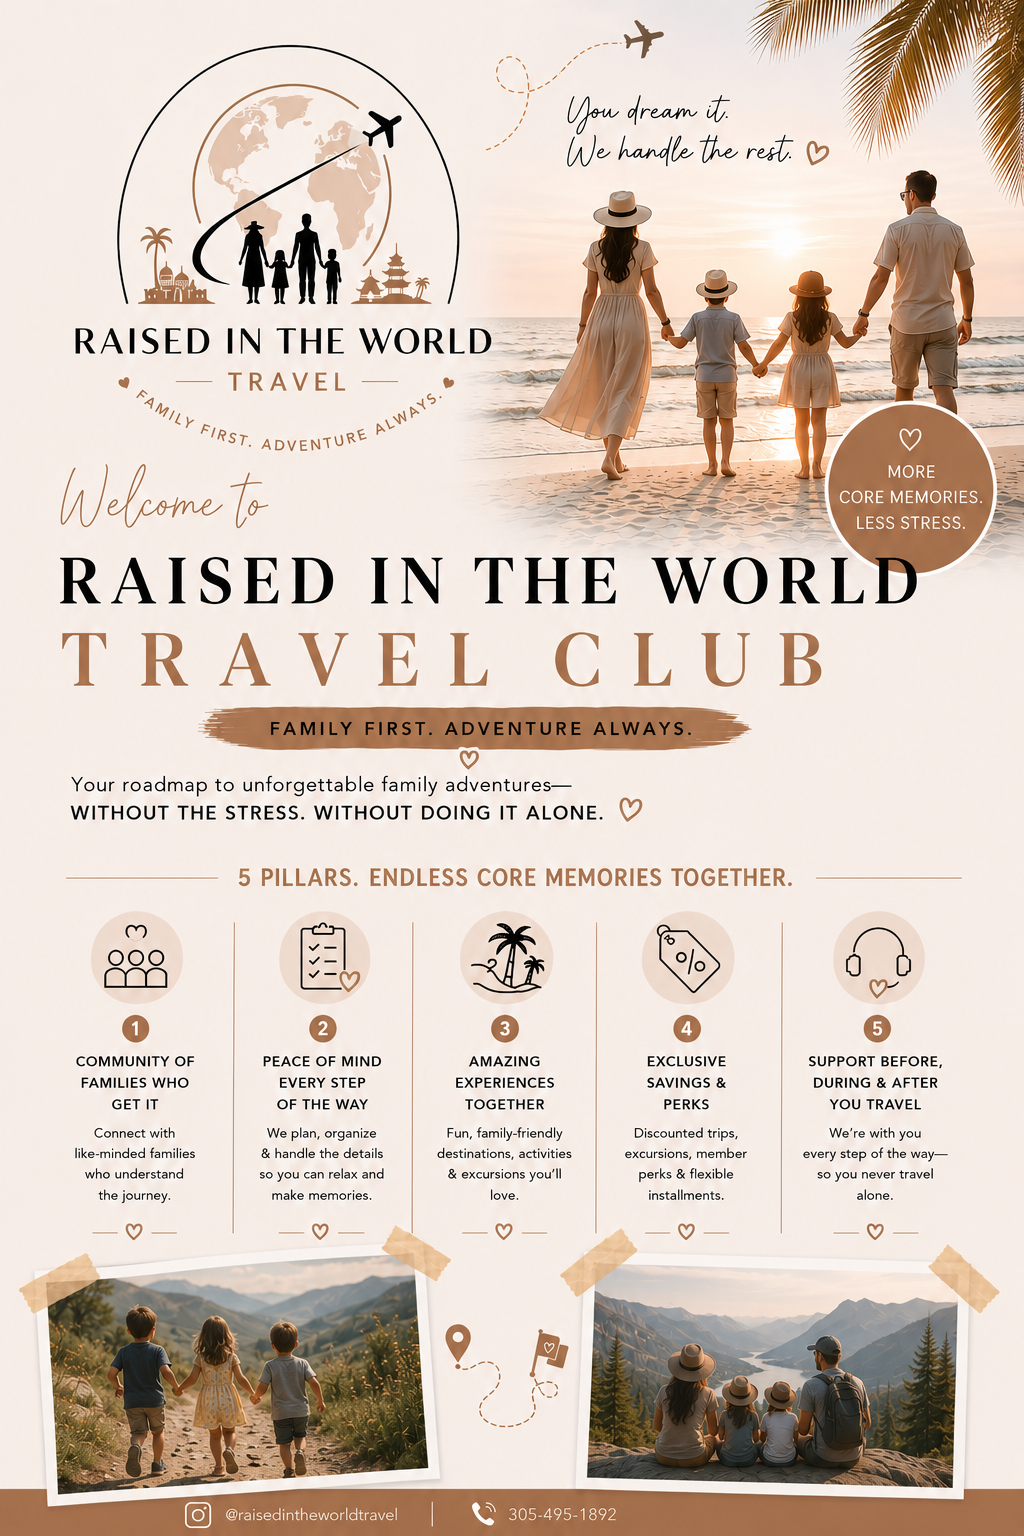 You dream it.
We handle the rest.
RAISED IN THE WORLD
TRAVEL
FAMILY FIRST. ADVENTURE ALWAYS.
MORE
CORE MEMORIES.
LESS STRESS.
Welcome to
RAISED IN THE WORLD
TRAVEL CLUB
FAMILY FIRST. ADVENTURE ALWAYS.
Your roadmap to unforgettable family adventures—
WITHOUT THE STRESS. WITHOUT DOING IT ALONE.
5 PILLARS. ENDLESS CORE MEMORIES TOGETHER.
1
COMMUNITY OF
FAMILIES WHO
GET IT
Connect with
like-minded families
who understand
the journey.
2
PEACE OF MIND
EVERY STEP
OF THE WAY
We plan, organize
& handle the details
so you can relax and
make memories.
3
AMAZING
EXPERIENCES
TOGETHER
Fun, family-friendly
destinations, activities
& excursions you'll
love.
%
4
EXCLUSIVE
SAVINGS &
PERKS
Discounted trips,
excursions, member
perks & flexible
installments.
5
SUPPORT BEFORE,
DURING & AFTER
YOU TRAVEL
We're with you
every step of the way—
so you never travel
alone.
@raisedintheworldtravel
305-495-1892